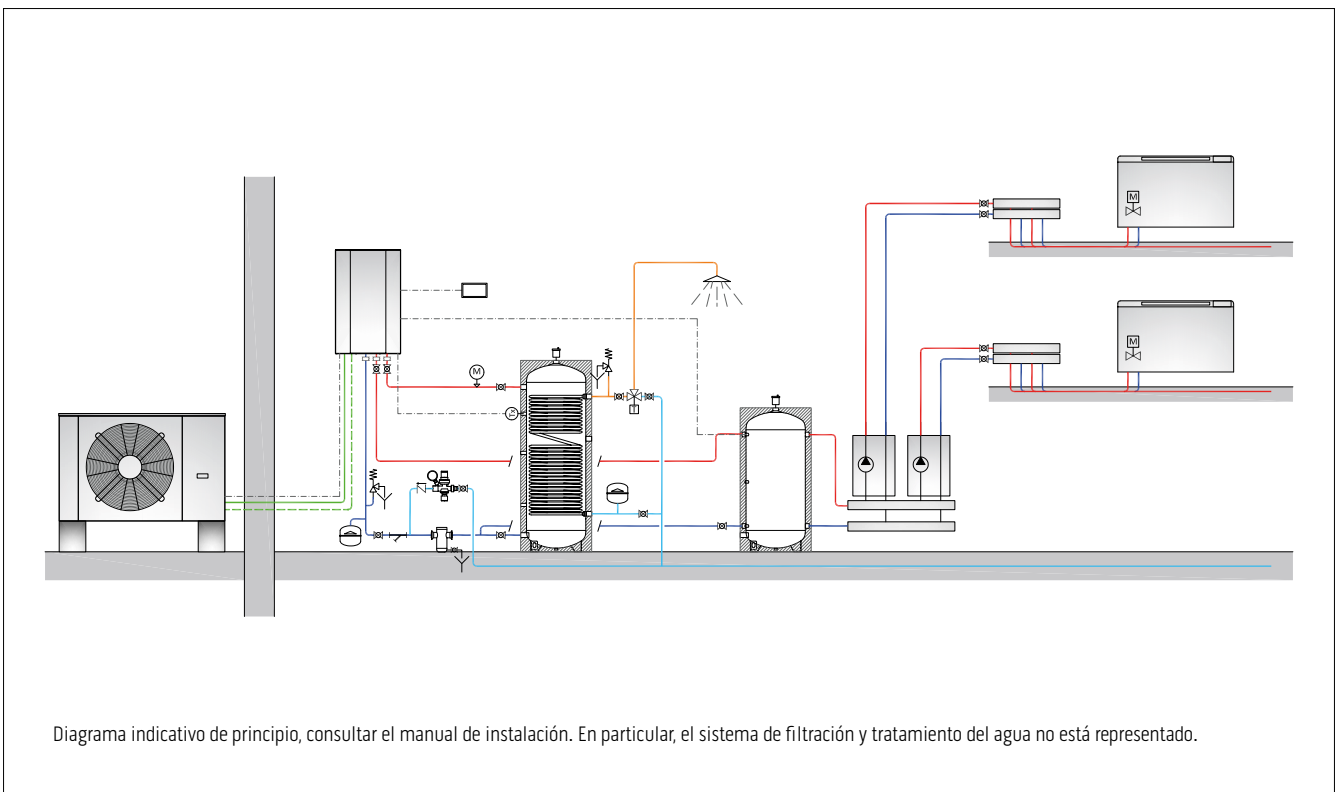 M
M
M
Tx
T
Diagrama indicativo de principio, consultar el manual de instalación. En particular, el sistema de filtración y tratamiento del agua no está representado.